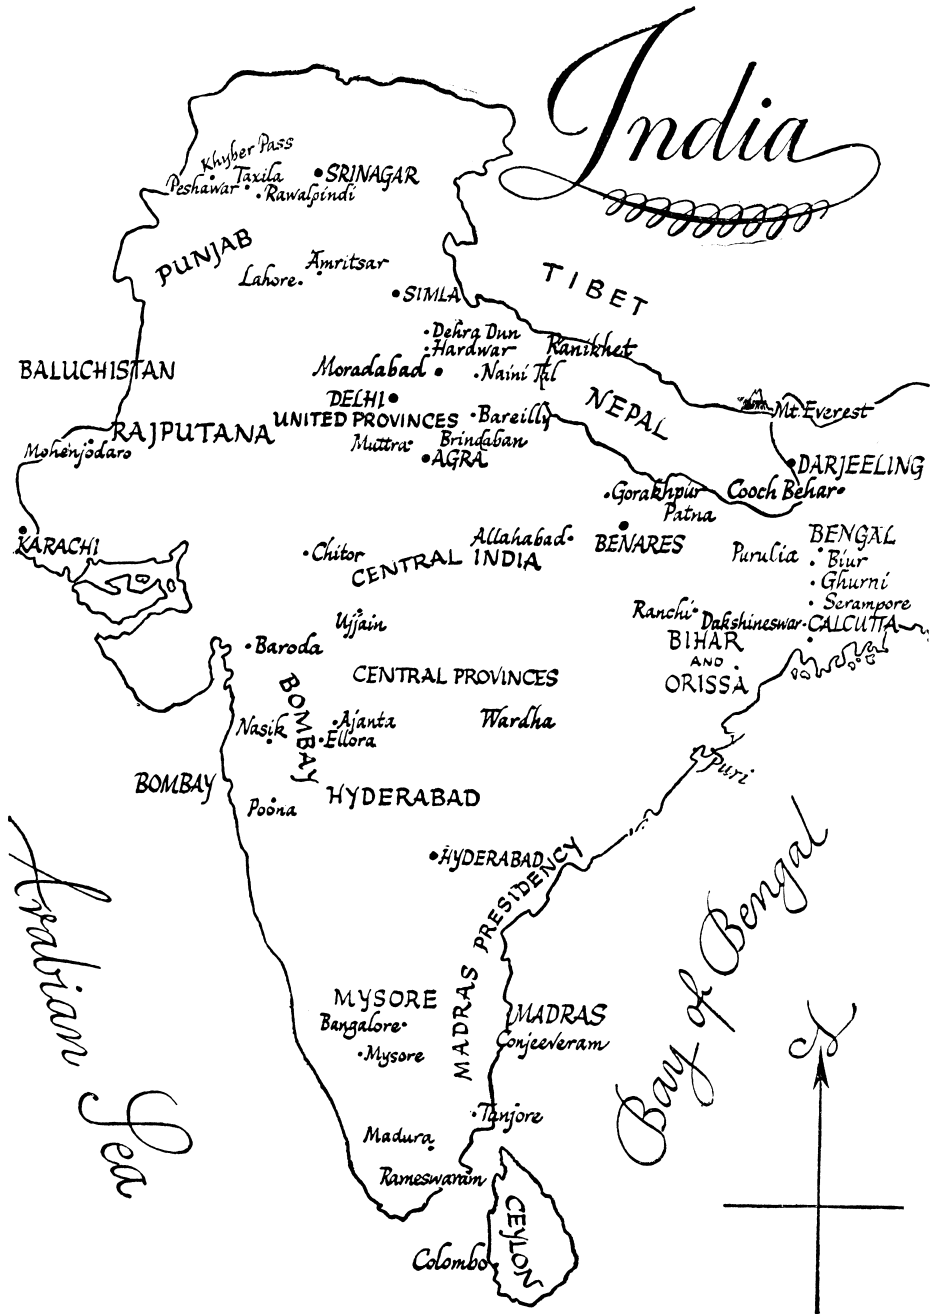 India
Khyber Pass
Peshawar
Taxila
SRINAGAR
Rawalpindi
PUNJAB
Lahore
Amritsar
SIMLA
TIBET
Dehra Dun
Hardwar
Ranikhet
BALUCHISTAN
Moradabad
Naini Tal
DELHI
NEPAL
Mt. Everest
UNITED PROVINCES
Bareilly
RAJPUTANA
Muttra
Brindaban
Mohenjodaro
AGRA
DARJEELING
Gorakhpur
Cooch Behar
Patna
KARACHI
Chitor
Allahabad
BENARES
BENGAL
CENTRAL INDIA
Purulia
Biur
Ghurni
Serampore
Ujjain
Ranchi
Dakshineswar
CALCUTTA
Baroda
BIHAR
AND
ORISSA
CENTRAL PROVINCES
BOMBAY
Nasik
Ajanta
Ellora
Wardha
BOMBAY
Puri
Poona
HYDERABAD
HYDERABAD
MADRAS PRESIDENCY
Arabian Sea
Bay of Bengal
MYSORE
Bangalore
MADRAS
Conjeeveram
Mysore
Tanjore
Madura
Rameswaram
CEYLON
Colombo